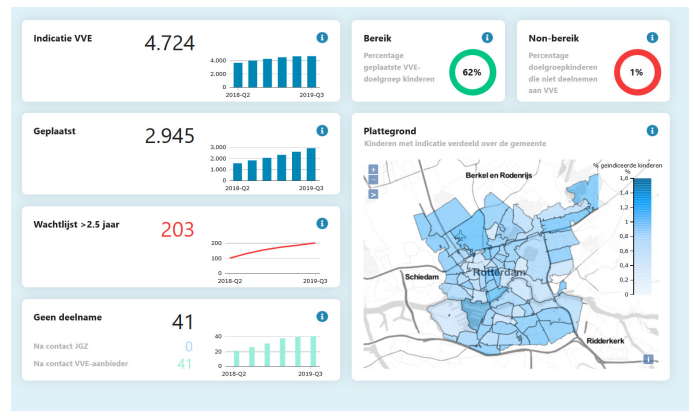 Indicatie VVE
4.724
4.000
2.000
0
2018-Q2
2019-Q3
Bereik
Percentage
geplaatste VVE-
doelgroep kinderen
62%
Non-bereik
Percentage
doelgroepkinderen
die niet deelnemen
aan VVE
1%
Geplaatst
2.945
3.000
2.000
1.000
0
2018-Q2
2019-Q3
Wachtlijst >2.5 jaar
203
200
100
0
2018-Q2
2019-Q3
Geen deelname
41
Na contact JGZ
0
Na contact VVE-aanbieder
41
40
20
0
2018-Q2
2019-Q3
Plattegrond
Kinderen met indicatie verdeeld over de gemeente
% geïndiceerde kinderen
%
1,6
1,4
1,2
1
0,8
0,6
0,4
0,2
0
Berkel en Rodenrijs
Schiedam
Rotterdam
Ridderkerk